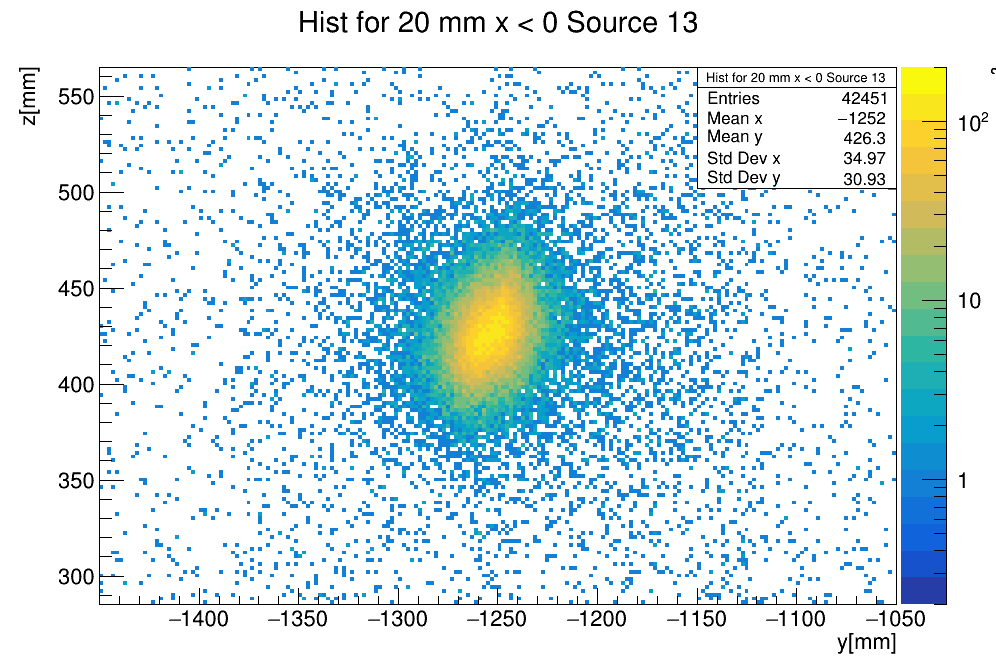 Hist for 20 mm x < 0 Source 13
z[mm]
Hist for 20 mm x < 0 Source 13
Entries 42451
Mean x −1252
Mean y 426.3
Std Dev x 34.97
Std Dev y 30.93
550
500
450
400
350
300
−1400 −1350 −1300 −1250 −1200 −1150 −1100 −1050
y[mm]
10²
10
1